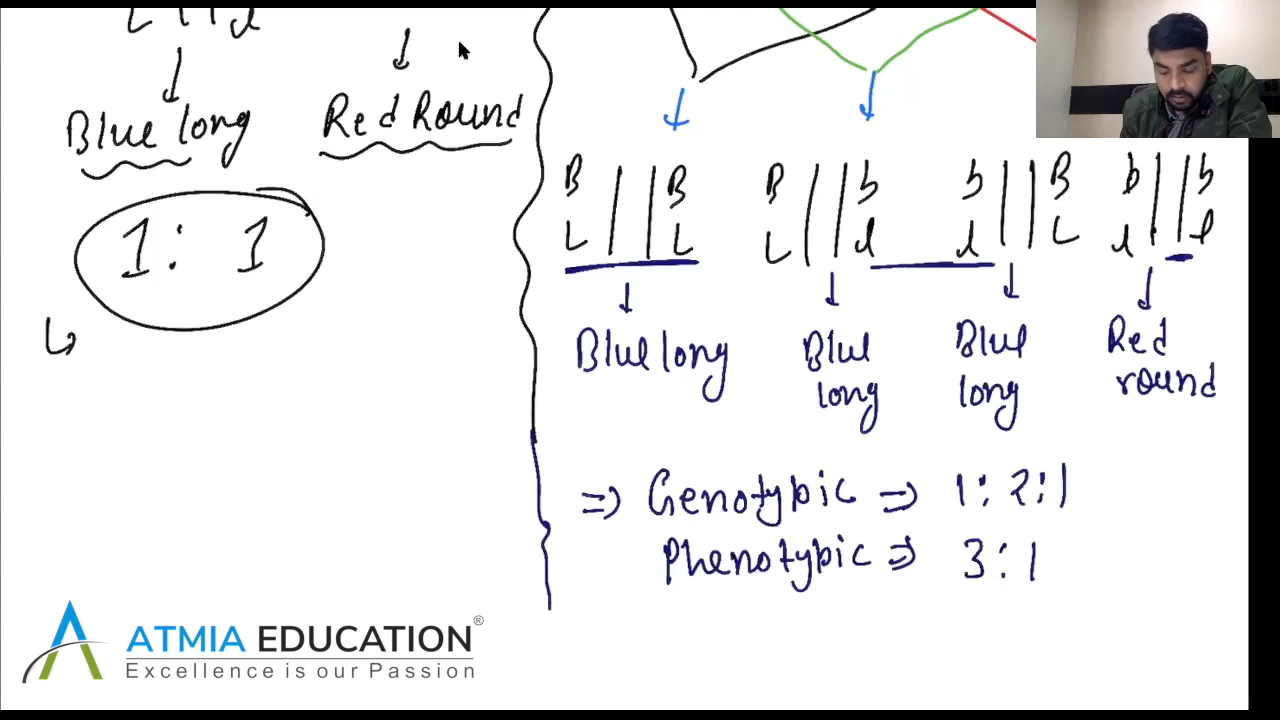 L l
Blue long
Red Round
1 : 1
B B
L L
B b
L l
b B
l L
b b
l l
Blue long
Blue
long
Blue
long
Red
round
=> Genotypic => 1:2:1
Phenotypic => 3:1
ATMIA EDUCATION®
Excellence is our Passion